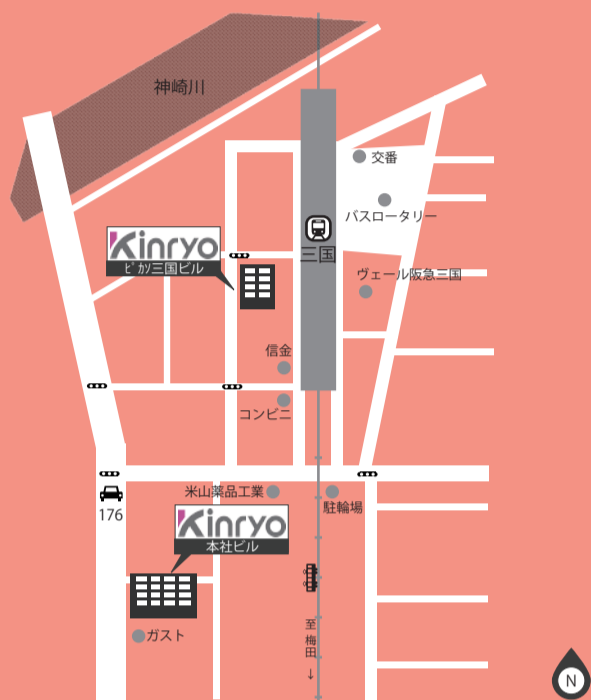 神崎川
交番
バスロータリー
Kinryo
ピカソ三国ビル
三国
ヴェール阪急三国
信金
コンビニ
176
米山薬品工業
駐輪場
Kinryo
本社ビル
至梅田→
ガスト
N